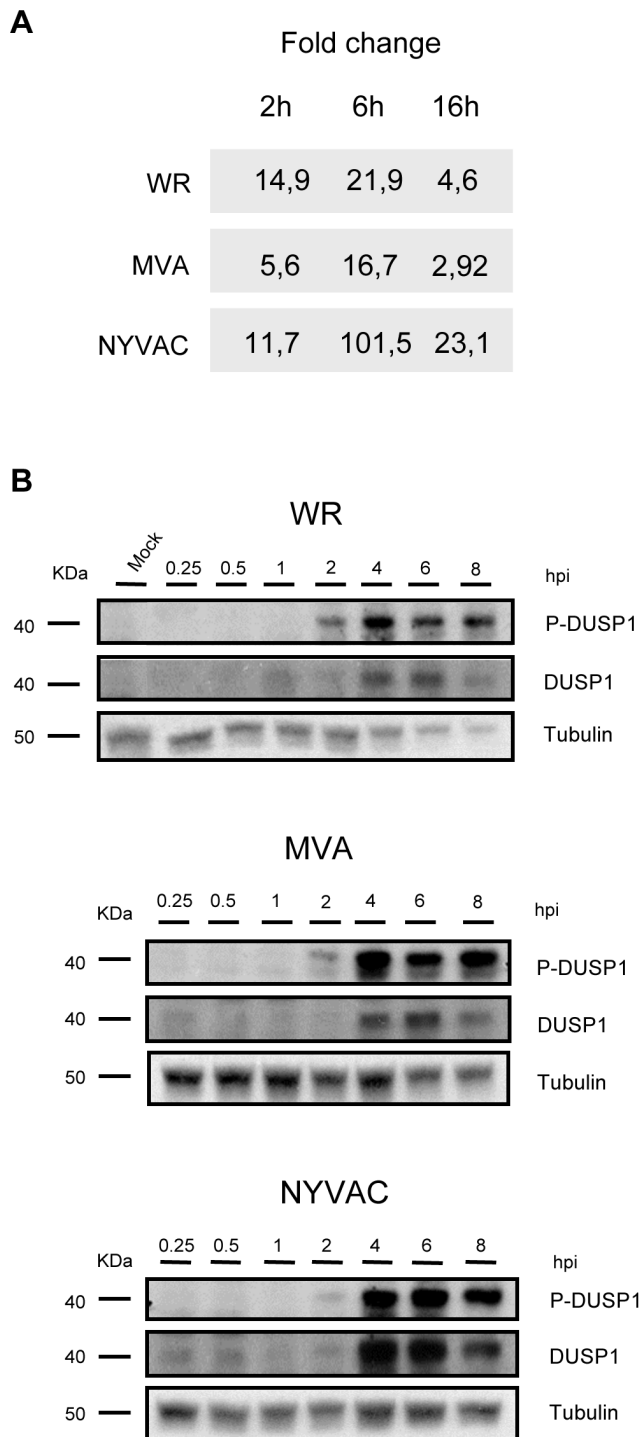 A
Fold change
2h 6h 16h
WR 14,9 21,9 4,6
MVA 5,6 16,7 2,92
NYVAC 11,7 101,5 23,1
B
WR
KDa Mock 0.25 0.5 1 2 4 6 8 hpi
40 P-DUSP1
40 DUSP1
50 Tubulin
MVA
KDa 0.25 0.5 1 2 4 6 8 hpi
40 P-DUSP1
40 DUSP1
50 Tubulin
NYVAC
KDa 0.25 0.5 1 2 4 6 8 hpi
40 P-DUSP1
40 DUSP1
50 Tubulin